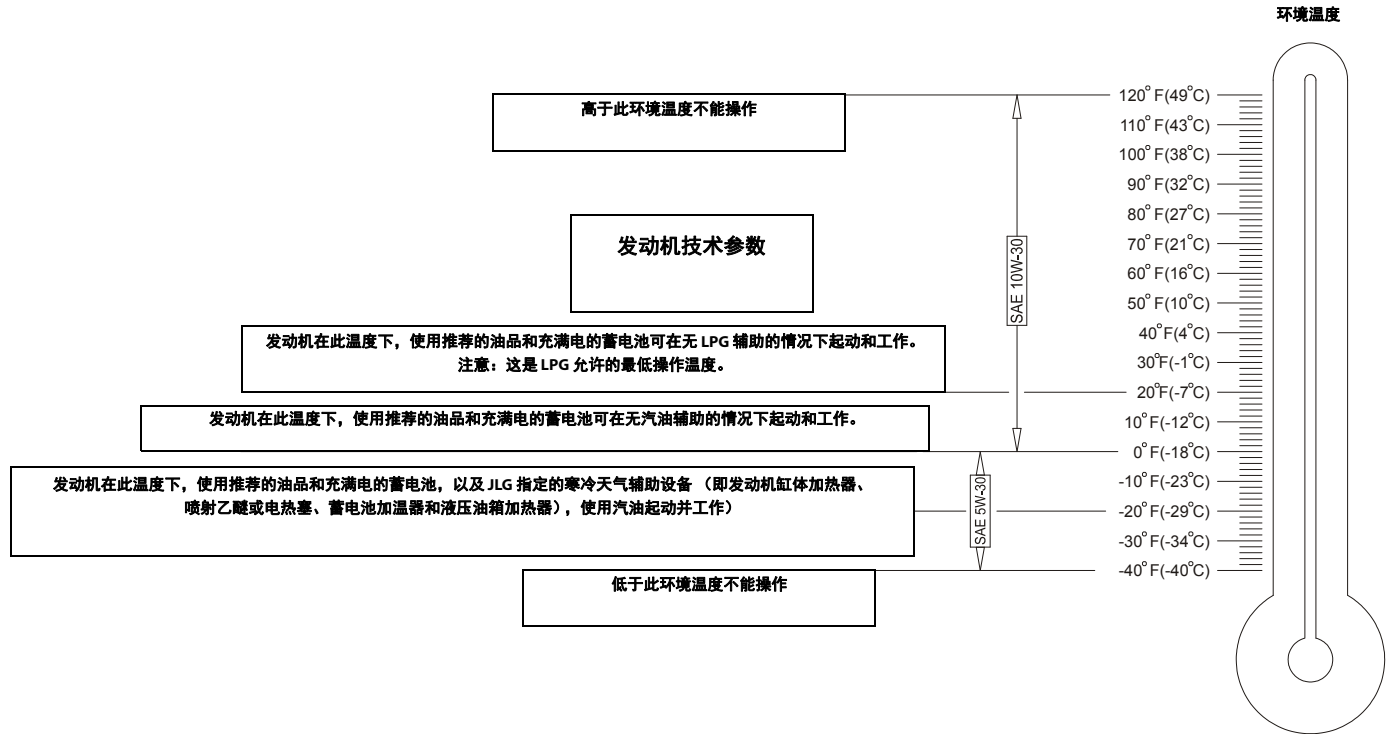 环境温度
高于此环境温度不能操作
发动机技术参数
发动机在此温度下，使用推荐的油品和充满电的蓄电池可在无 LPG 辅助的情况下起动和工作。
注意：这是 LPG 允许的最低操作温度。
发动机在此温度下，使用推荐的油品和充满电的蓄电池可在无汽油辅助的情况下起动和工作。
发动机在此温度下，使用推荐的油品和充满电的蓄电池，以及 JLG 指定的寒冷天气辅助设备 （即发动机缸体加热器、
喷射乙醚或电热塞、蓄电池加温器和液压油箱加热器），使用汽油起动并工作）
低于此环境温度不能操作
SAE 10W-30
SAE 5W-30
120° F(49°C)
110° F(43°C)
100° F(38°C)
90° F(32°C)
80° F(27°C)
70° F(21°C)
60° F(16°C)
50° F(10°C)
40°F(4°C)
30°F(-1°C)
20°F(-7°C)
10°F(-12°C)
0° F(-18°C)
-10° F(-23°C)
-20° F(-29°C)
-30° F(-34°C)
-40° F(-40°C)